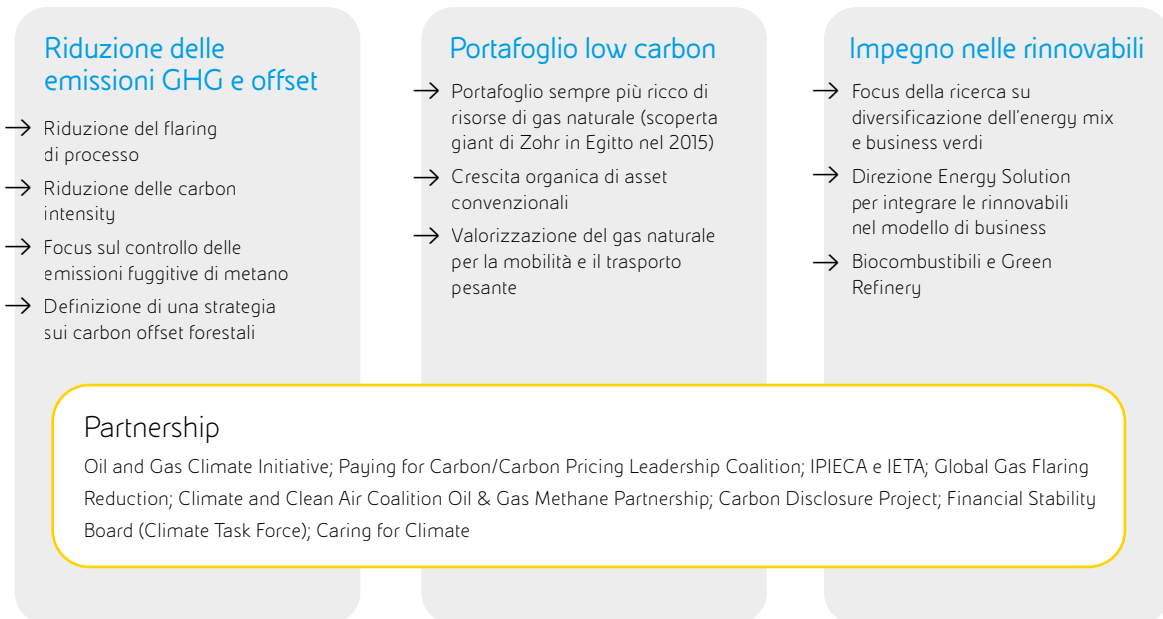 Riduzione delle
emissioni GHG e offset
→ Riduzione del flaring
di processo
→ Riduzione delle carbon
intensity
→ Focus sul controllo delle
emissioni fuggitive di metano
→ Definizione di una strategia
sui carbon offset forestali
Portafoglio low carbon
→ Portafoglio sempre più ricco di
risorse di gas naturale (scoperta
giant di Zohr in Egitto nel 2015)
→ Crescita organica di asset
convenzionali
→ Valorizzazione del gas naturale
per la mobilità e il trasporto
pesante
Impegno nelle rinnovabili
→ Focus della ricerca su
diversificazione dell'energy mix
e business verdi
→ Direzione Energy Solution
per integrare le rinnovabili
nel modello di business
→ Biocombustibili e Green
Refinery
Partnership
Oil and Gas Climate Initiative; Paying for Carbon/Carbon Pricing Leadership Coalition; IPIECA e IETA; Global Gas Flaring
Reduction; Climate and Clean Air Coalition Oil & Gas Methane Partnership; Carbon Disclosure Project; Financial Stability
Board (Climate Task Force); Caring for Climate